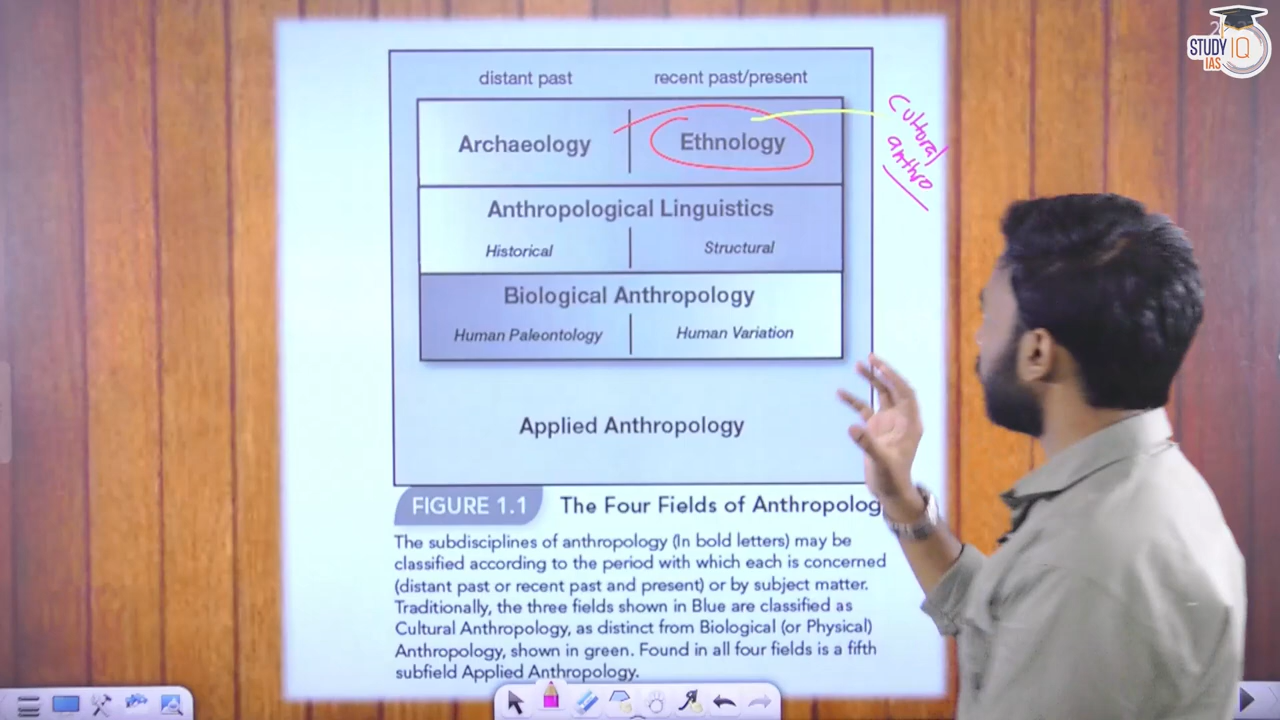 STUDY IQ
IAS
distant past
recent past/present
Archaeology
Ethnology
Cultural
anthro
Anthropological Linguistics
Historical
Structural
Biological Anthropology
Human Paleontology
Human Variation
Applied Anthropology
FIGURE 1.1 The Four Fields of Anthropolog
The subdisciplines of anthropology (In bold letters) may be
classified according to the period with which each is concerned
(distant past or recent past and present) or by subject matter.
Traditionally, the three fields shown in Blue are classified as
Cultural Anthropology, as distinct from Biological (or Physical)
Anthropology, shown in green. Found in all four fields is a fifth
subfield Applied Anthropology.